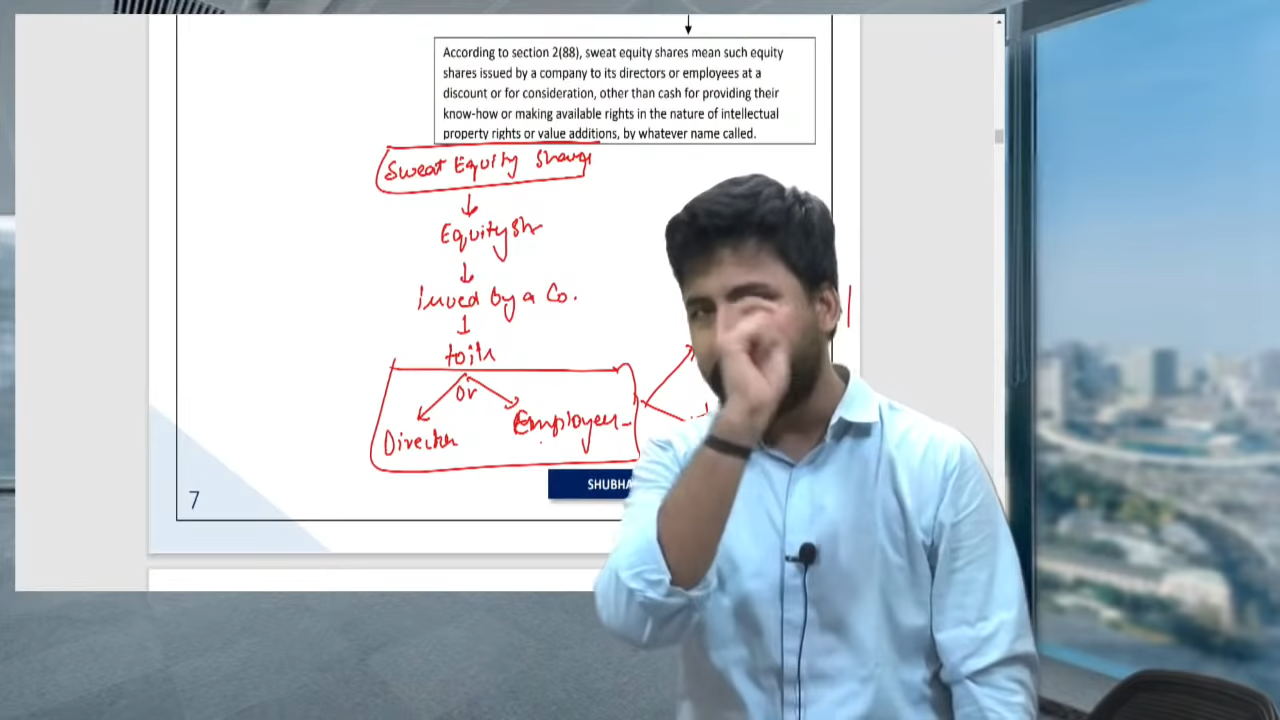 According to section 2(88), sweat equity shares mean such equity
shares issued by a company to its directors or employees at a
discount or for consideration, other than cash for providing their
know-how or making available rights in the nature of intellectual
property rights or value additions, by whatever name called.
Sweat Equity Shares
Equity Sh
issued by a Co.
to its
or
Director
Employees
SHUBHA
7